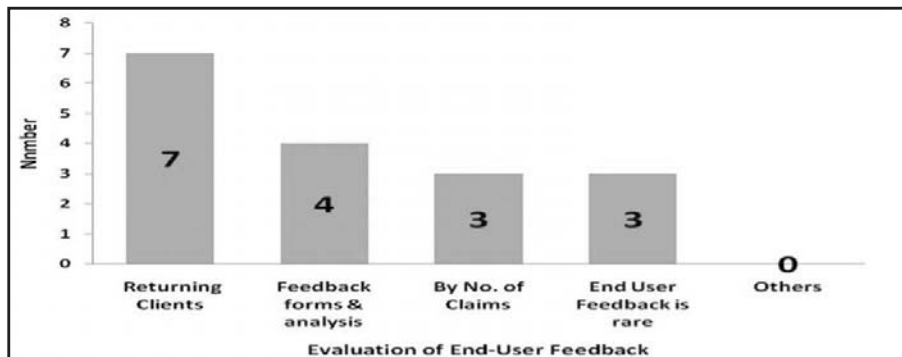 8
7
6
5
4
3
2
1
0
Nnmber
7
4
3
3
0
Returning Clients
Feedback forms & analysis
By No. of Claims
End User Feedback is rare
Others
Evaluation of End-User Feedback